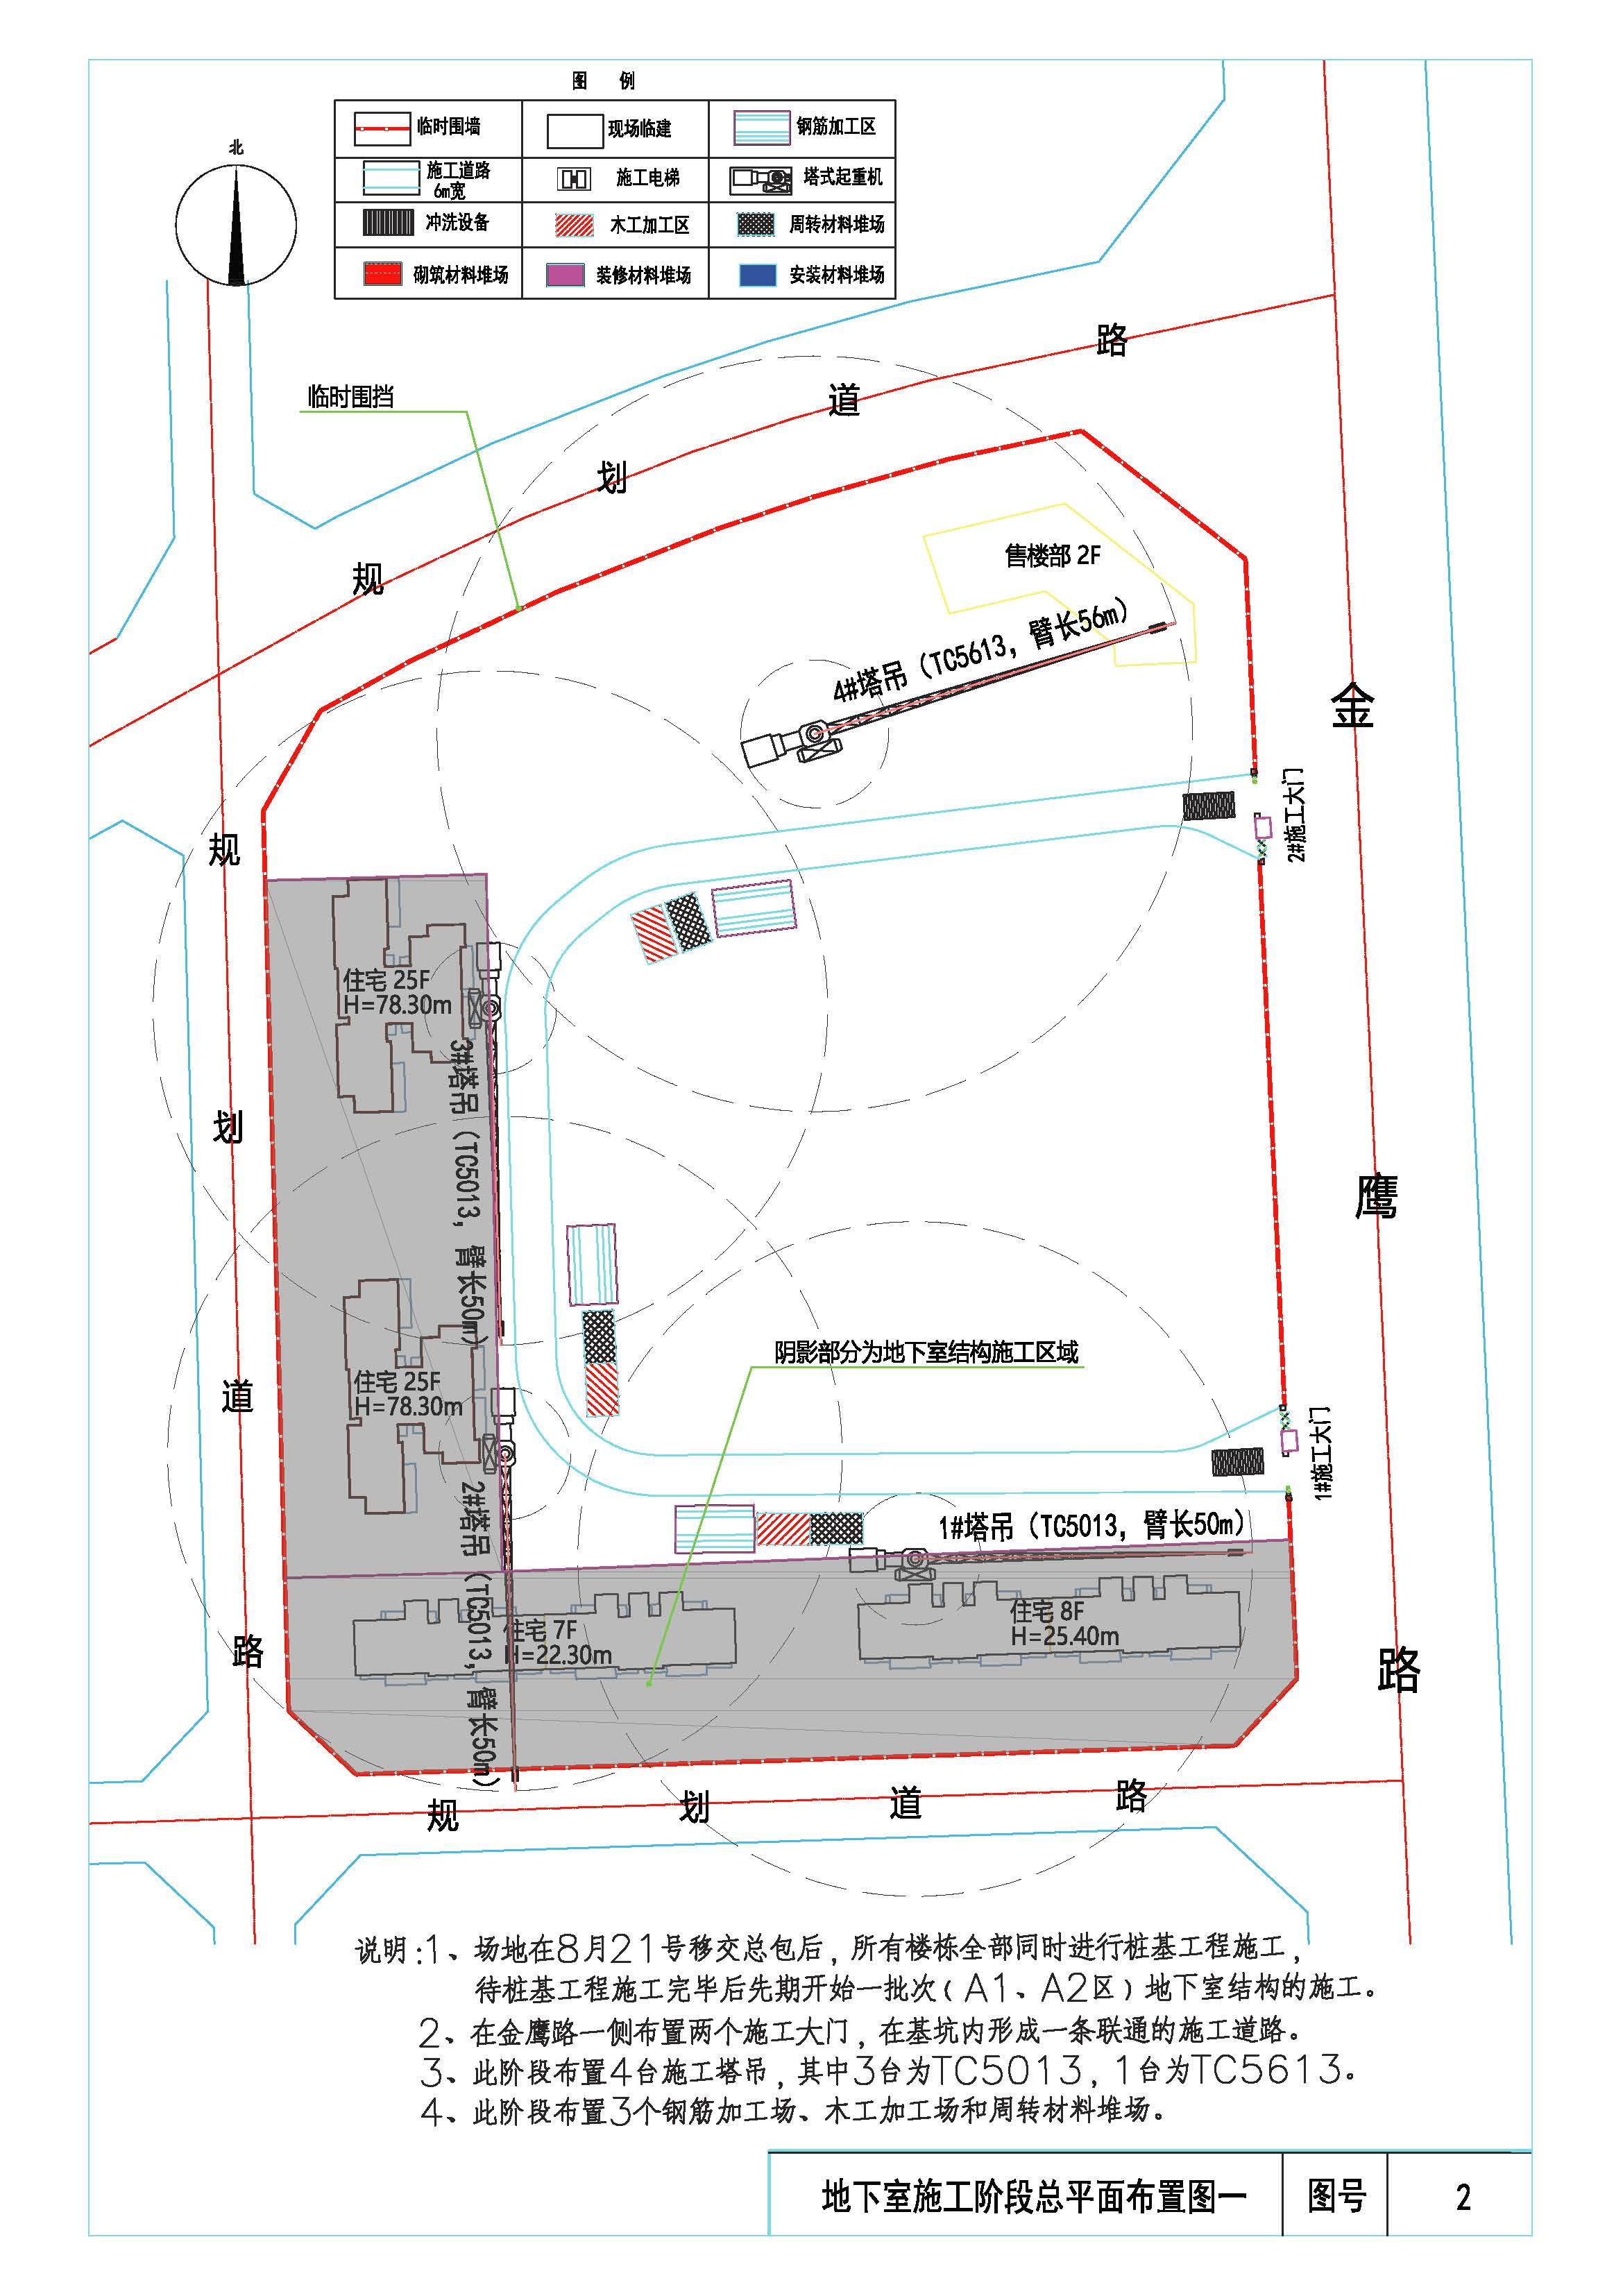 图 例
临时围墙 现场临建 钢筋加工区
施工道路 施工电梯 塔式起重机
6m宽
冲洗设备 木工加工区 周转材料堆场
砌筑材料堆场 装修材料堆场 安装材料堆场
北
临时围挡
规 划 道 路
售楼部 2F
4#塔吊（TC5613，臂长56m）
金 鹰 路
2#施工大门
规 划 道 路
住宅 25F
H=78.30m
3#塔吊（TC5013，臂长50m）
阴影部分为地下室结构施工区域
住宅 25F
H=78.30m
1#施工大门
2#塔吊（TC5013，臂长50m）
1#塔吊（TC5013，臂长50m）
住宅 7F
H=22.30m
住宅 8F
H=25.40m
规 划 道 路
说明：1、场地在8月21号移交总包后，所有楼栋全部同时进行桩基工程施工，
待桩基工程施工完毕后先期开始一批次（A1、A2区）地下室结构的施工。
2、在金鹰路一侧布置两个施工大门，在基坑内形成一条联通的施工道路。
3、此阶段布置4台施工塔吊，其中3台为TC5013，1台为TC5613。
4、此阶段布置3个钢筋加工场、木工加工场和周转材料堆场。
地下室施工阶段总平面布置图一 图号 2